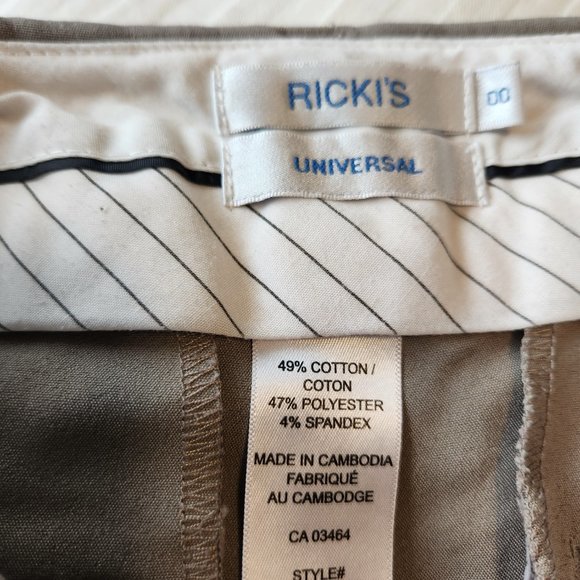 RICKI'S
00
UNIVERSAL
49% COTTON /
COTON
47% POLYESTER
4% SPANDEX
MADE IN CAMBODIA
FABRIQUÉ
AU CAMBODGE
CA 03464
STYLE#